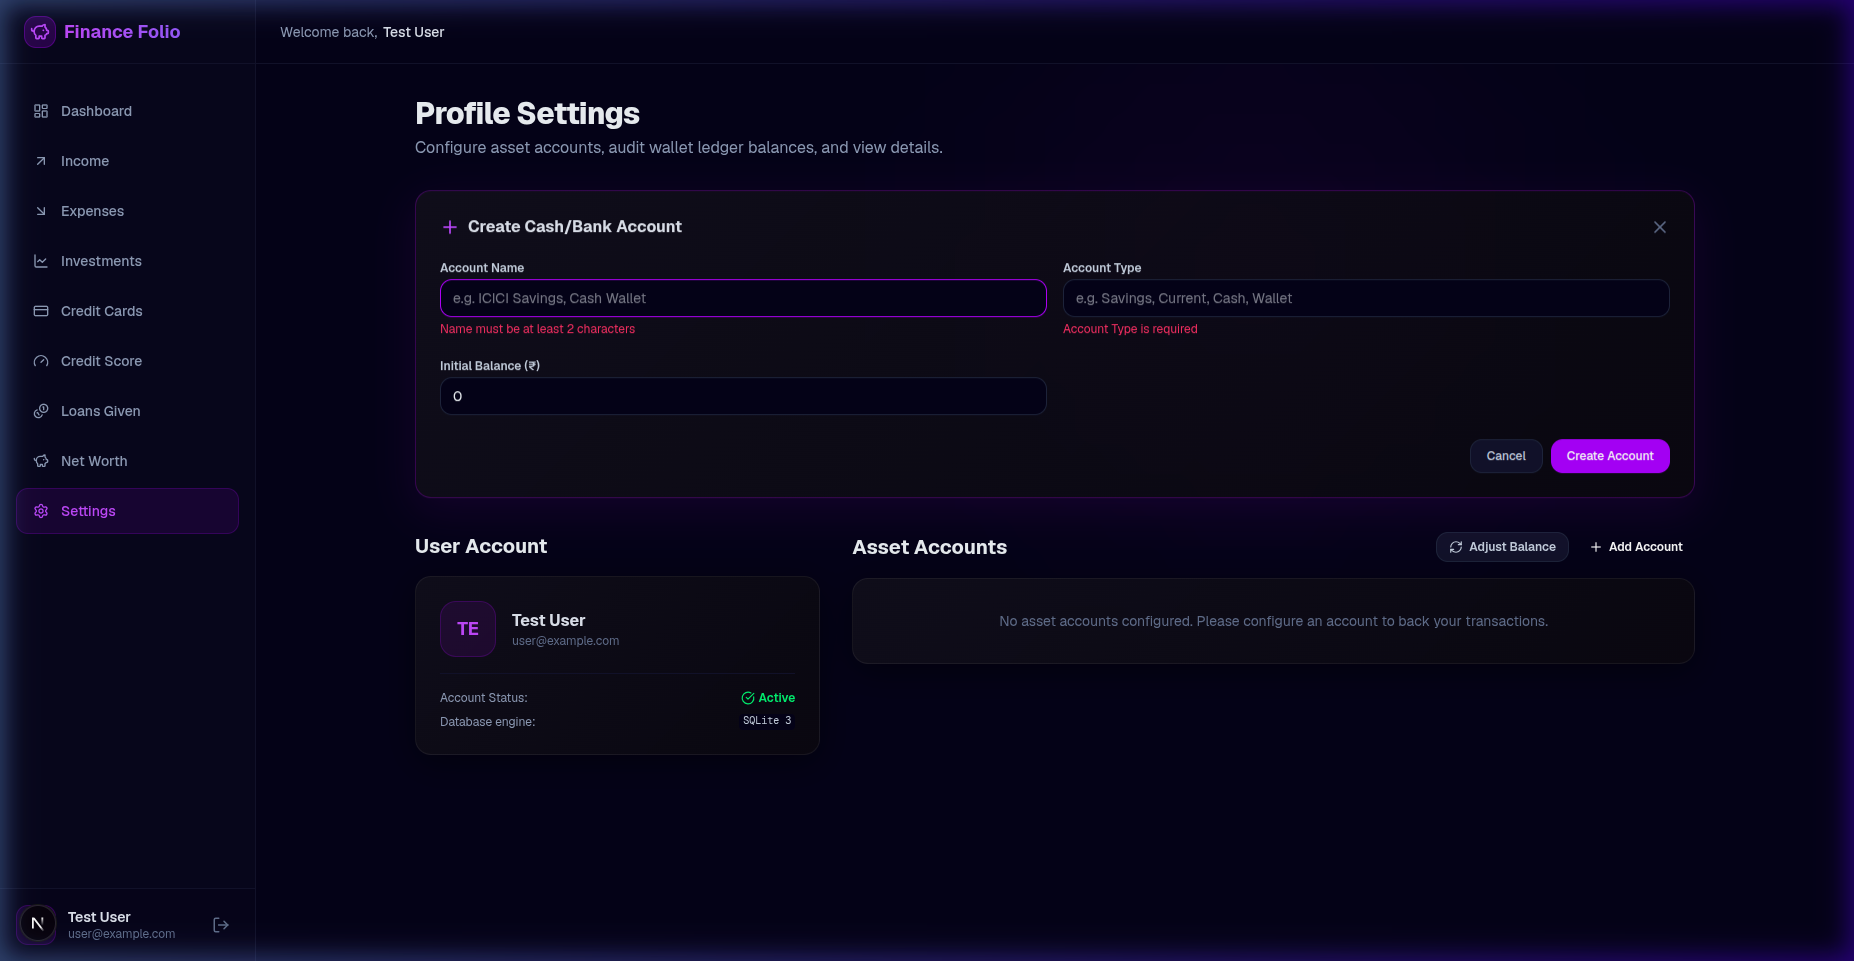 Finance Folio
Welcome back, Test User
Dashboard
Income
Expenses
Investments
Credit Cards
Credit Score
Loans Given
Net Worth
Settings
Profile Settings
Configure asset accounts, audit wallet ledger balances, and view details.
Create Cash/Bank Account
Account Name
e.g. ICICI Savings, Cash Wallet
Name must be at least 2 characters
Account Type
e.g. Savings, Current, Cash, Wallet
Account Type is required
Initial Balance (₹)
0
Cancel
Create Account
User Account
TE
Test User
user@example.com
Account Status:
Active
Database engine:
SQLite 3
Asset Accounts
Adjust Balance
Add Account
No asset accounts configured. Please configure an account to back your transactions.
N
Test User
user@example.com